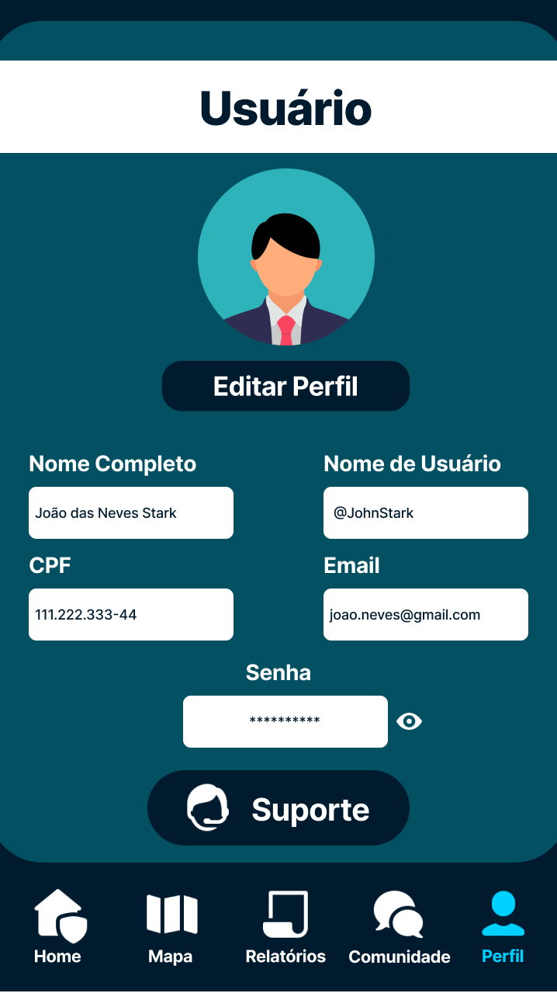 Usuário
Editar Perfil
Nome Completo
Nome de Usuário
João das Neves Stark
@JohnStark
CPF
Email
111.222.333-44
joao.neves@gmail.com
Senha
**********
Suporte
Home
Mapa
Relatórios
Comunidade
Perfil